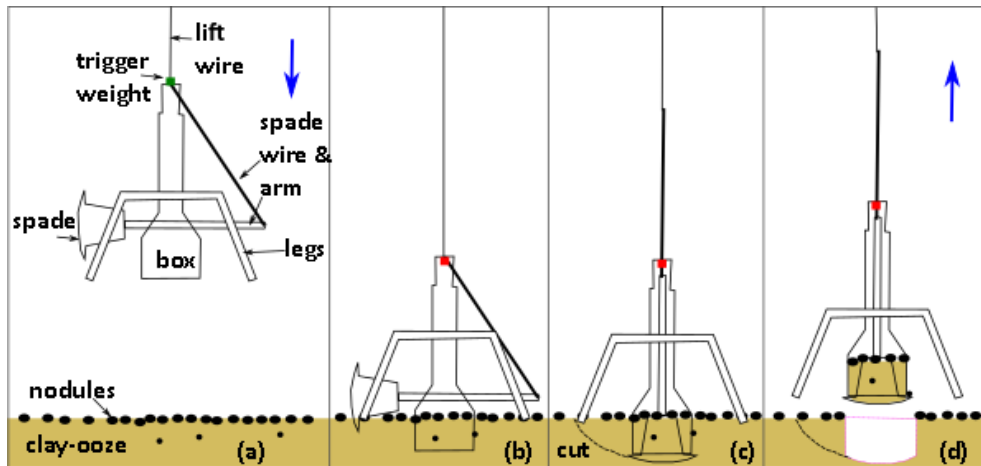 lift
wire
trigger
weight
spade
wire &
arm
spade
legs
box
nodules
clay-ooze
(a)
(b)
cut
(c)
(d)